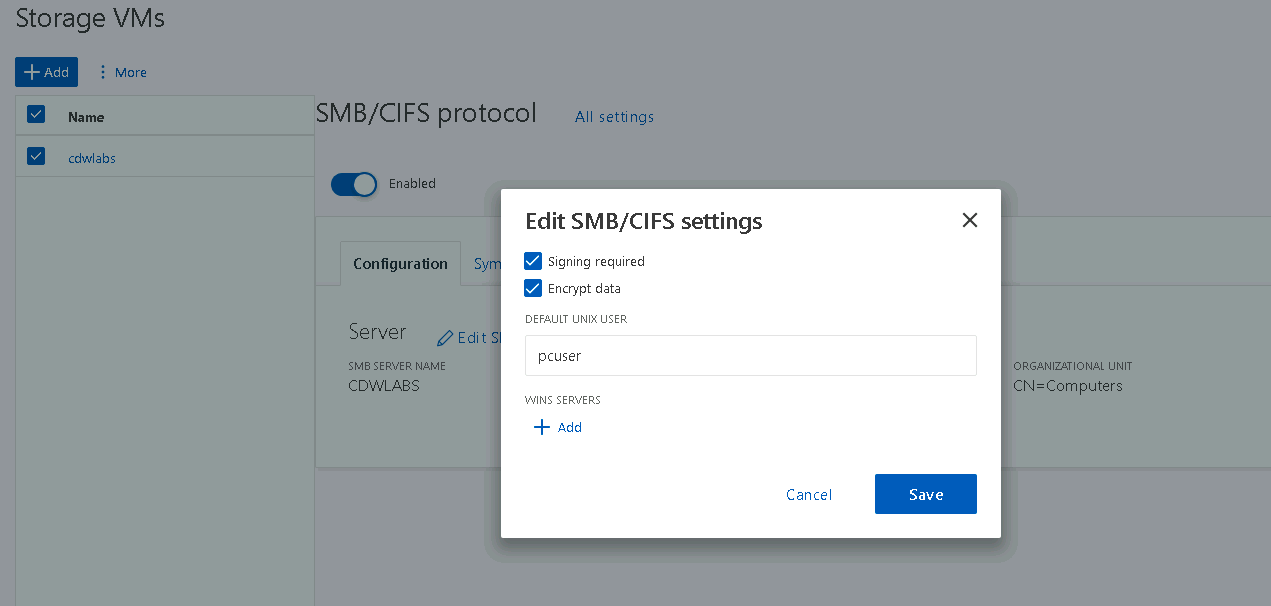 Storage VMs
Add
More
Name
cdwlabs
SMB/CIFS protocol
All settings
Enabled
Configuration
Sym
Server
Edit S
SMB SERVER NAME
CDWLABS
ORGANIZATIONAL UNIT
CN=Computers
Edit SMB/CIFS settings
Signing required
Encrypt data
DEFAULT UNIX USER
pcuser
WINS SERVERS
Add
Cancel
Save